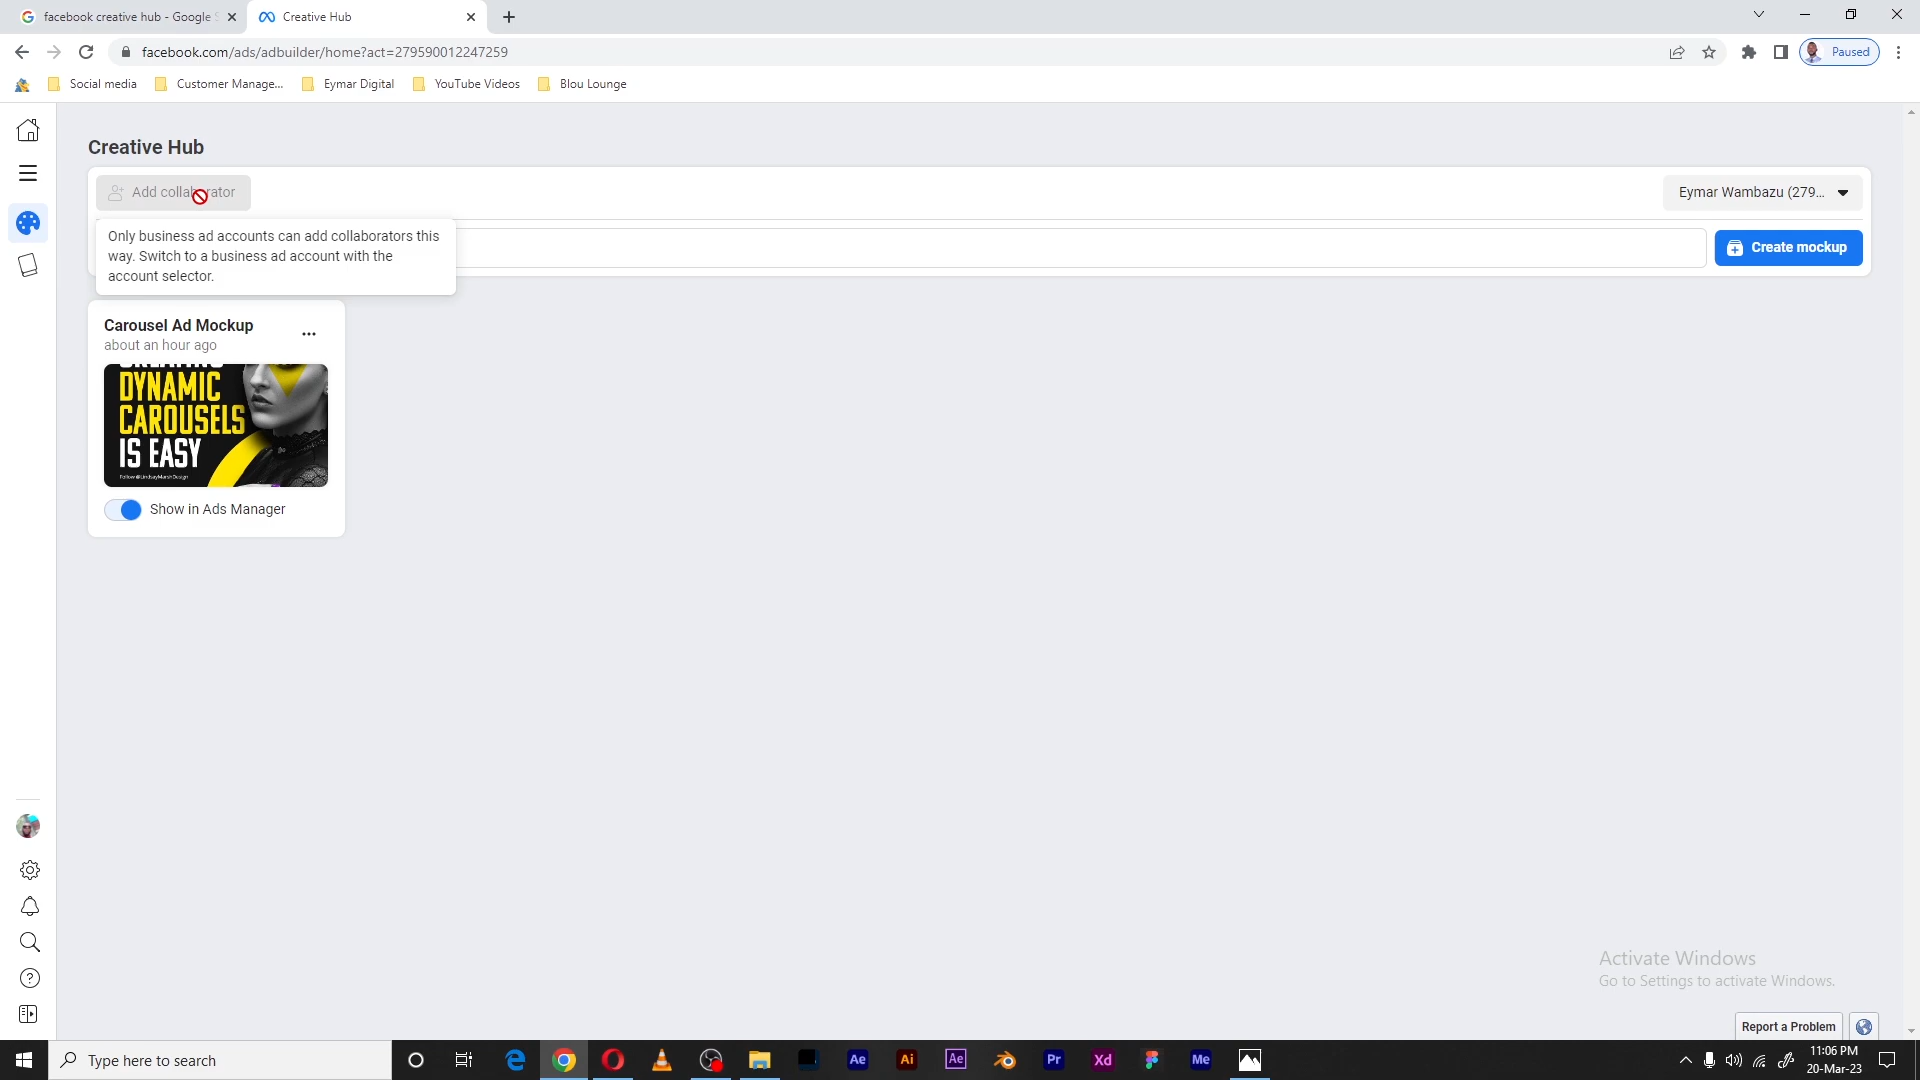 facebook creative hub - Google
Creative Hub
facebook.com/ads/adbuilder/home?act=279590012247259
Paused
Social media
Customer Manage...
Eymar Digital
YouTube Videos
Blou Lounge
Creative Hub
Add collaborator
Eymar Wambazu (279...
Only business ad accounts can add collaborators this
way. Switch to a business ad account with the
account selector.
Create mockup
Carousel Ad Mockup
about an hour ago
DYNAMIC
CAROUSELS
IS EASY
Follow @LindsayMarshDesign
Show in Ads Manager
Activate Windows
Go to Settings to activate Windows.
Report a Problem
Type here to search
Ae
Ai
Ae
Pr
Xd
Me
11:06 PM
20-Mar-23